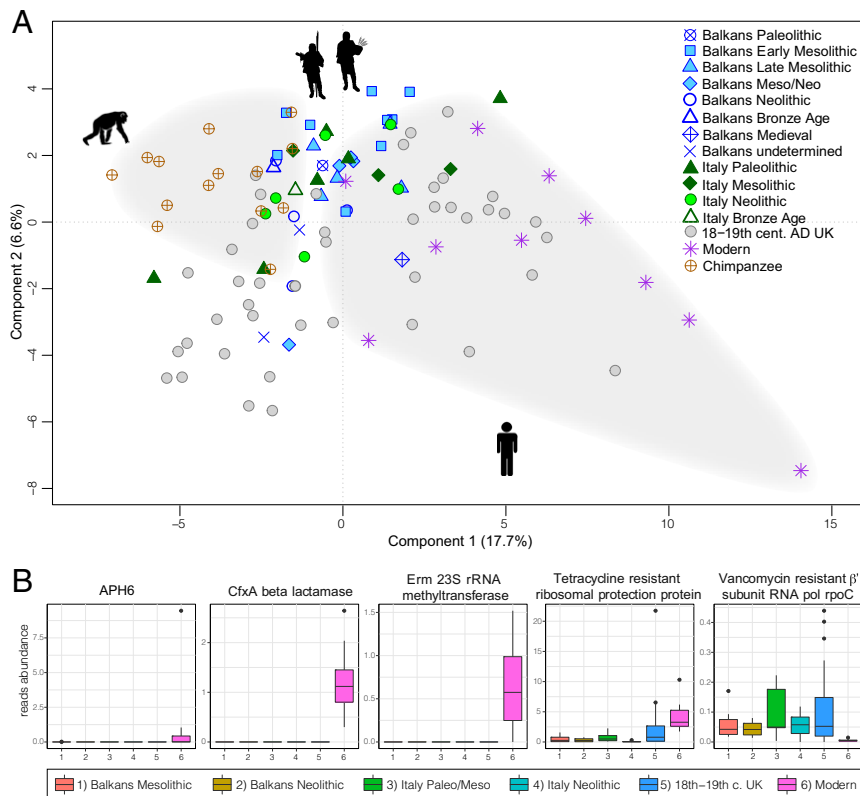 A
Component 2 (6.6%)
4
2
0
−2
−4
−6
−8
−5
0
5
10
15
Component 1 (17.7%)
Balkans Paleolithic
Balkans Early Mesolithic
Balkans Late Mesolithic
Balkans Meso/Neo
Balkans Neolithic
Balkans Bronze Age
Balkans Medieval
Balkans undetermined
Italy Paleolithic
Italy Mesolithic
Italy Neolithic
Italy Bronze Age
18−19th cent. AD UK
Modern
Chimpanzee
B
reads abundance
APH6
7.5
5.0
2.5
0.0
1 2 3 4 5 6
CfxA beta lactamase
2
1
0
1 2 3 4 5 6
Erm 23S rRNA
methyltransferase
1.5
1.0
0.5
0.0
1 2 3 4 5 6
Tetracycline resistant
ribosomal protection protein
20
15
10
5
0
1 2 3 4 5 6
Vancomycin resistant β'
subunit RNA pol rpoC
0.4
0.3
0.2
0.1
0.0
1 2 3 4 5 6
1) Balkans Mesolithic 2) Balkans Neolithic 3) Italy Paleo/Meso 4) Italy Neolithic 5) 18th−19th c. UK 6) Modern